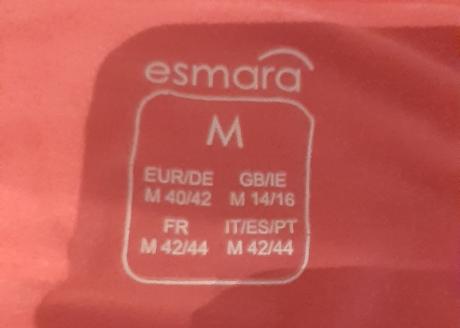 esmara
M
EUR/DE GB/IE
M 40/42 M 14/16
FR IT/ES/PT
M 42/44 M 42/44